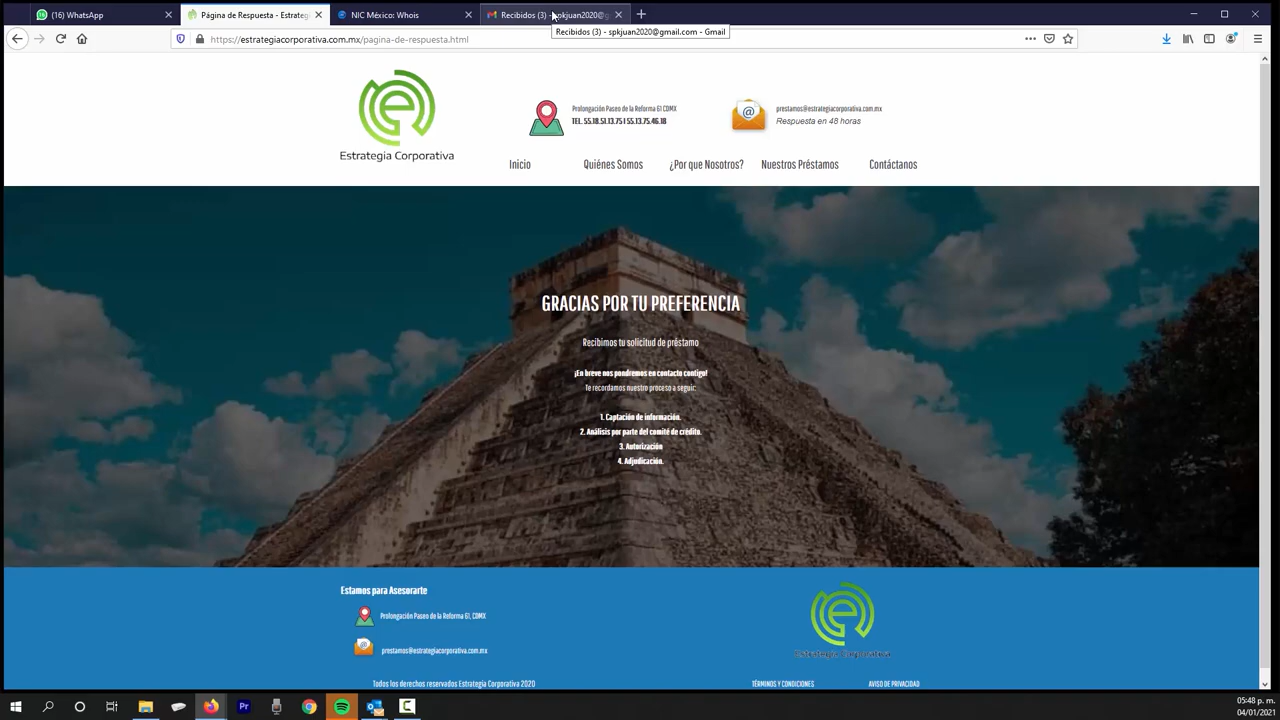 (16) WhatsApp
Página de Respuesta - Estrateg
NIC México: Whois
Recibidos (3) - spkjuan2020@g
Recibidos (3) - spkjuan2020@gmail.com - Gmail
https://estrategiacorporativa.com.mx/pagina-de-respuesta.html
Estrategia Corporativa
Prolongación Paseo de la Reforma 61 CDMX
TEL. 55.18.51.13.75 | 55.13.75.46.18
prestamos@estrategiacorporativa.com.mx
Respuesta en 48 horas
Inicio
Quiénes Somos
¿Por que Nosotros?
Nuestros Préstamos
Contáctanos
GRACIAS POR TU PREFERENCIA
Recibimos tu solicitud de préstamo
¡En breve nos pondremos en contacto contigo!
Te recordamos nuestro proceso a seguir:
1. Captación de información.
2. Análisis por parte del comité de crédito.
3. Autorización
4. Adjudicación.
Estamos para Asesorarte
Prolongación Paseo de la Reforma 61, CDMX
prestamos@estrategiacorporativa.com.mx
Estrategia Corporativa
Todos los derechos reservados Estrategia Corporativa 2020
TÉRMINOS Y CONDICIONES
AVISO DE PRIVACIDAD
05:48 p. m.
04/01/2021